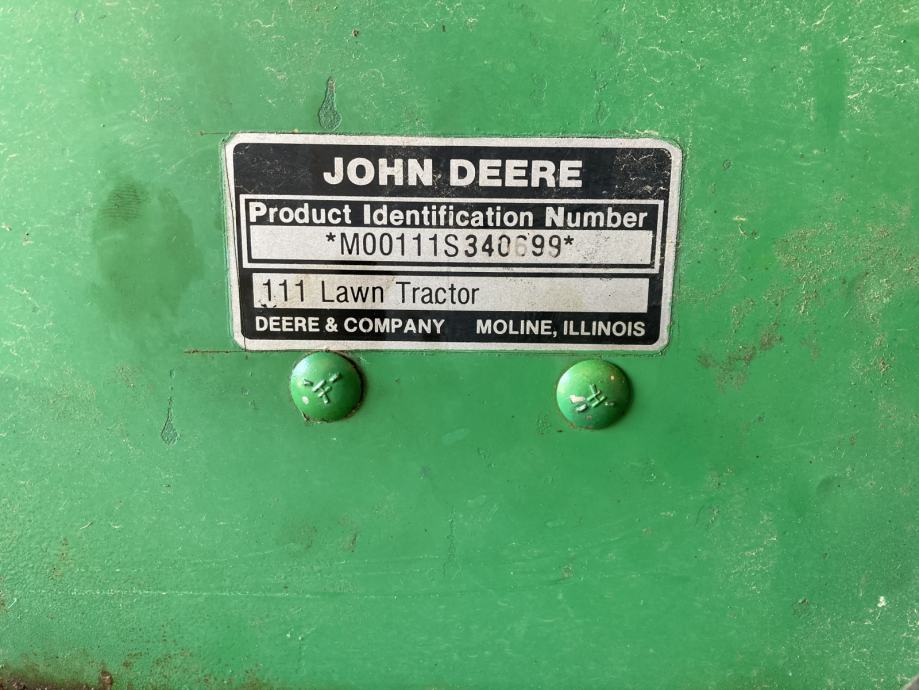 JOHN DEERE
Product Identification Number
*M00111S340699*
111 Lawn Tractor
DEERE & COMPANY MOLINE, ILLINOIS